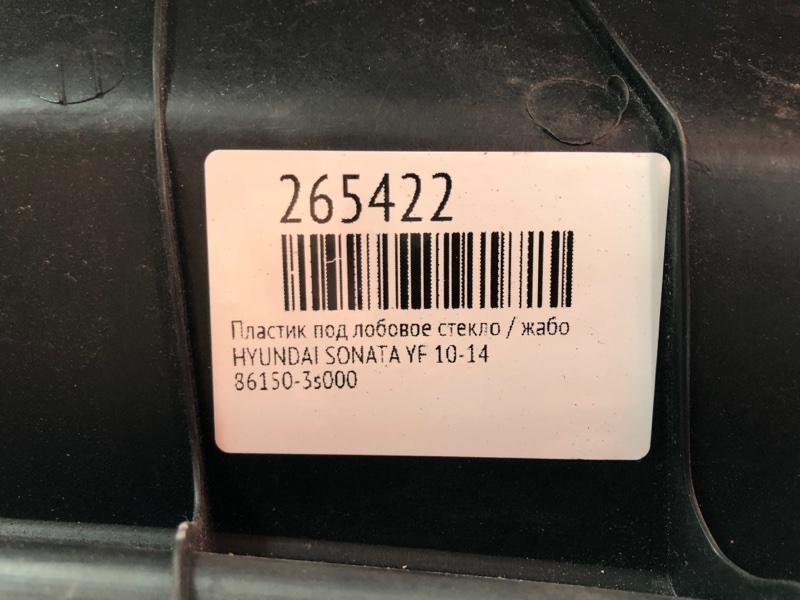 265422
Пластик под лобовое стекло / жабо
HYUNDAI SONATA YF 10-14
86150-3s000